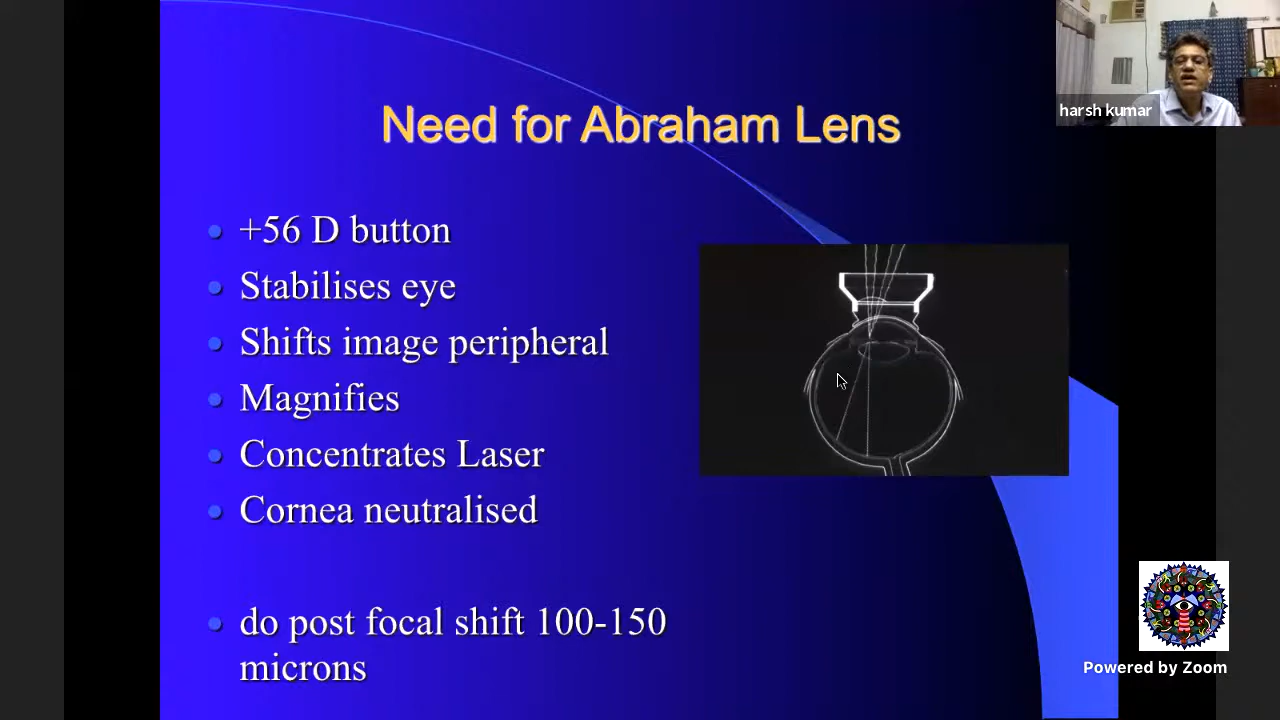 Need for Abraham Lens
harsh kumar
+56 D button
Stabilises eye
Shifts image peripheral
Magnifies
Concentrates Laser
Cornea neutralised
do post focal shift 100-150
microns
Powered by Zoom